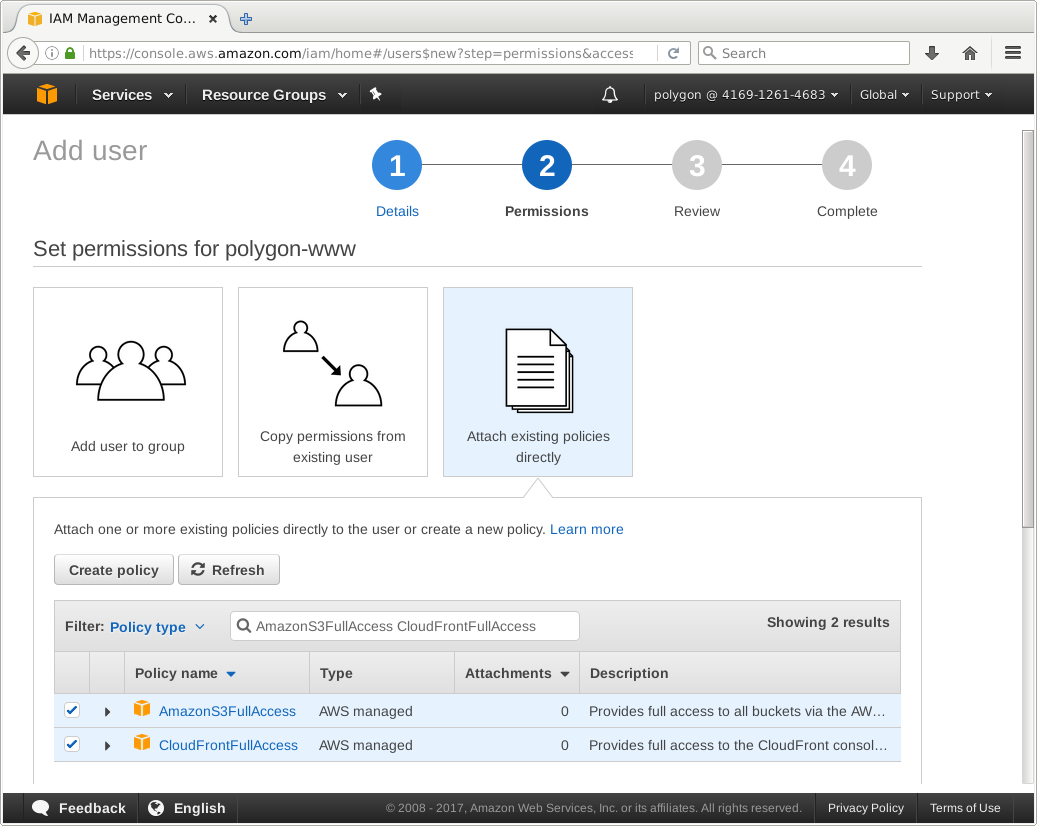 IAM Management Co...
https://console.aws.amazon.com/iam/home#/users$new?step=permissions&access
Search
Services
Resource Groups
polygon @ 4169-1261-4683
Global
Support
Add user
1
2
3
4
Details
Permissions
Review
Complete
Set permissions for polygon-www
Add user to group
Copy permissions from
existing user
Attach existing policies
directly
Attach one or more existing policies directly to the user or create a new policy. Learn more
Create policy
Refresh
Filter: Policy type
AmazonS3FullAccess CloudFrontFullAccess
Showing 2 results
Policy name
Type
Attachments
Description
AmazonS3FullAccess
AWS managed
0
Provides full access to all buckets via the AW...
CloudFrontFullAccess
AWS managed
0
Provides full access to the CloudFront consol...
Feedback
English
© 2008 - 2017, Amazon Web Services, Inc. or its affiliates. All rights reserved.
Privacy Policy
Terms of Use